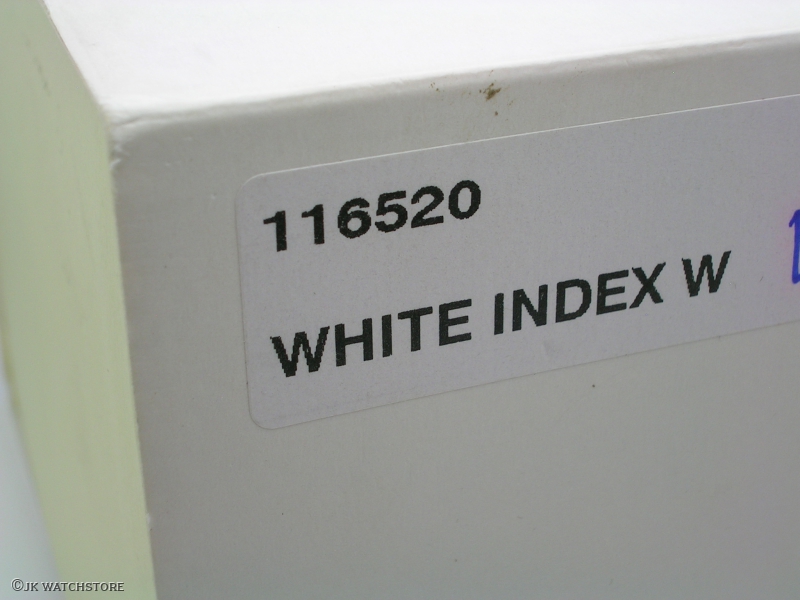 116520
WHITE INDEX W
©JK WATCHSTORE